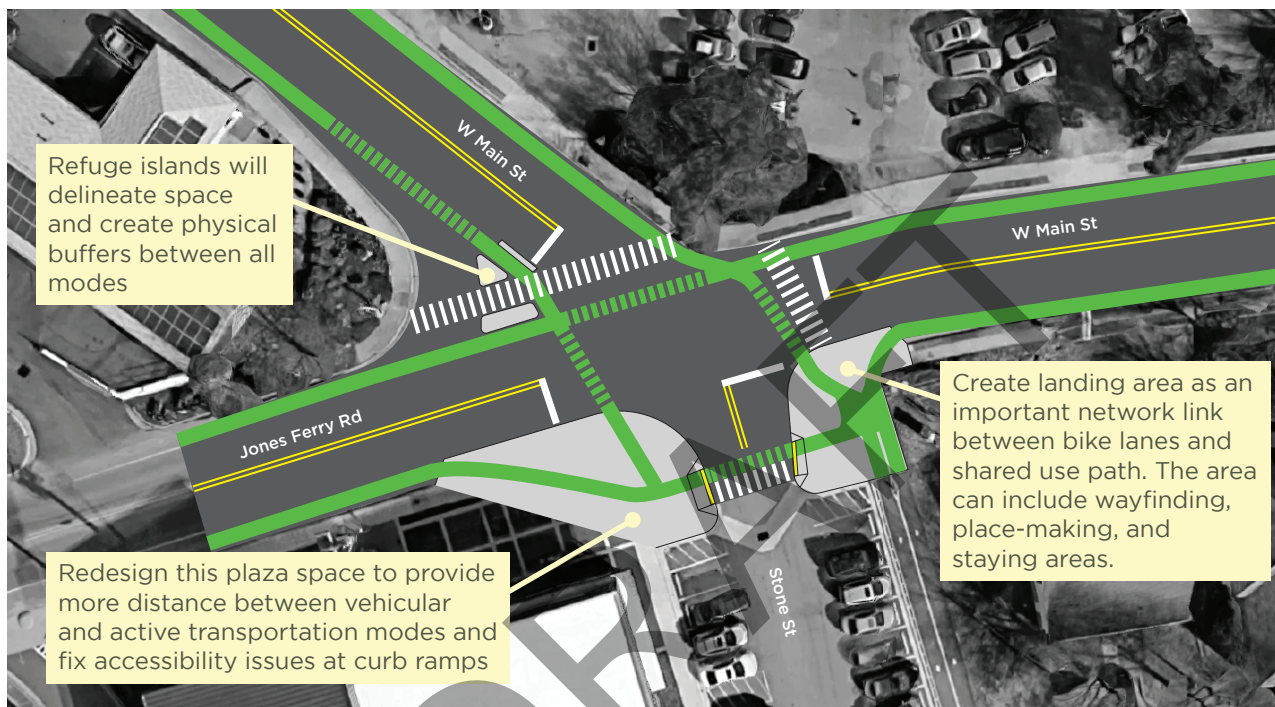 W Main St
Refuge islands will
delineate space
and create physical
buffers between all
modes
W Main St
Jones Ferry Rd
Create landing area as an
important network link
between bike lanes and
shared use path. The area
can include wayfinding,
place-making, and
staying areas.
Redesign this plaza space to provide
more distance between vehicular
and active transportation modes and
fix accessibility issues at curb ramps
Stone St